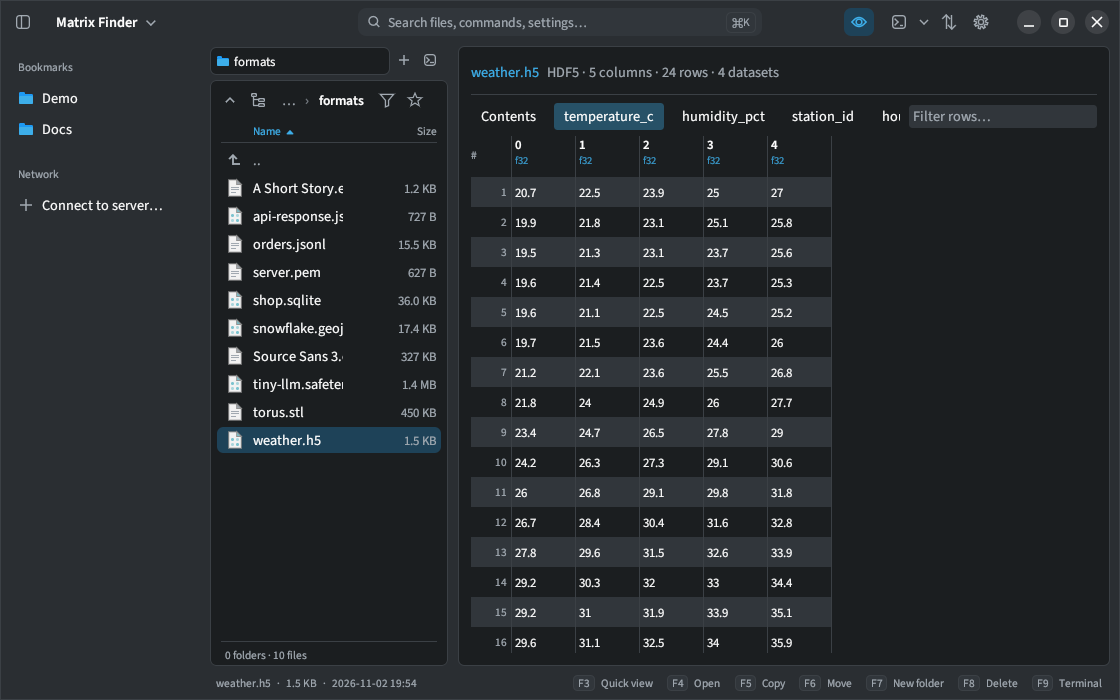 Matrix Finder
Search files, commands, settings… ⌘K
Bookmarks
Demo
Docs
Network
Connect to server…
formats
… › formats
Name Size
..
A Short Story.e 1.2 KB
api-response.js 727 B
orders.jsonl 15.5 KB
server.pem 627 B
shop.sqlite 36.0 KB
snowflake.geoj 17.4 KB
Source Sans 3. 327 KB
tiny-llm.safeter 1.4 MB
torus.stl 450 KB
weather.h5 1.5 KB
0 folders · 10 files
weather.h5 HDF5 · 5 columns · 24 rows · 4 datasets
Contents temperature_c humidity_pct station_id hou Filter rows…
# 0 1 2 3 4
f32 f32 f32 f32 f32
1 20.7 22.5 23.9 25 27
2 19.9 21.8 23.1 25.1 25.8
3 19.5 21.3 23.1 23.7 25.6
4 19.6 21.4 22.5 23.7 25.3
5 19.6 21.1 22.5 24.5 25.2
6 19.7 21.5 23.6 24.4 26
7 21.2 22.1 23.6 25.5 26.8
8 21.8 24 24.9 26 27.7
9 23.4 24.7 26.5 27.8 29
10 24.2 26.3 27.3 29.1 30.6
11 26 26.8 29.1 29.8 31.8
12 26.7 28.4 30.4 31.6 32.8
13 27.8 29.6 31.5 32.6 33.9
14 29.2 30.3 32 33 34.4
15 29.2 31 31.9 33.9 35.1
16 29.6 31.1 32.5 34 35.9
weather.h5 · 1.5 KB · 2026-11-02 19:54
F3 Quick view F4 Open F5 Copy F6 Move F7 New folder F8 Delete F9 Terminal